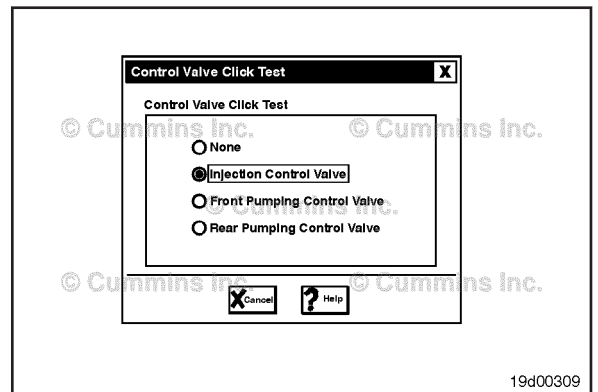 Control Valve Click Test X
Control Valve Click Test
© Cummins Inc. © Cummins Inc.
None
Injection Control Valve
Front Pumping Control Valve
© Cummins Inc.
Rear Pumping Control Valve
© Cummins Inc. © Cummins Inc.
X Cancel ? Help
19d00309